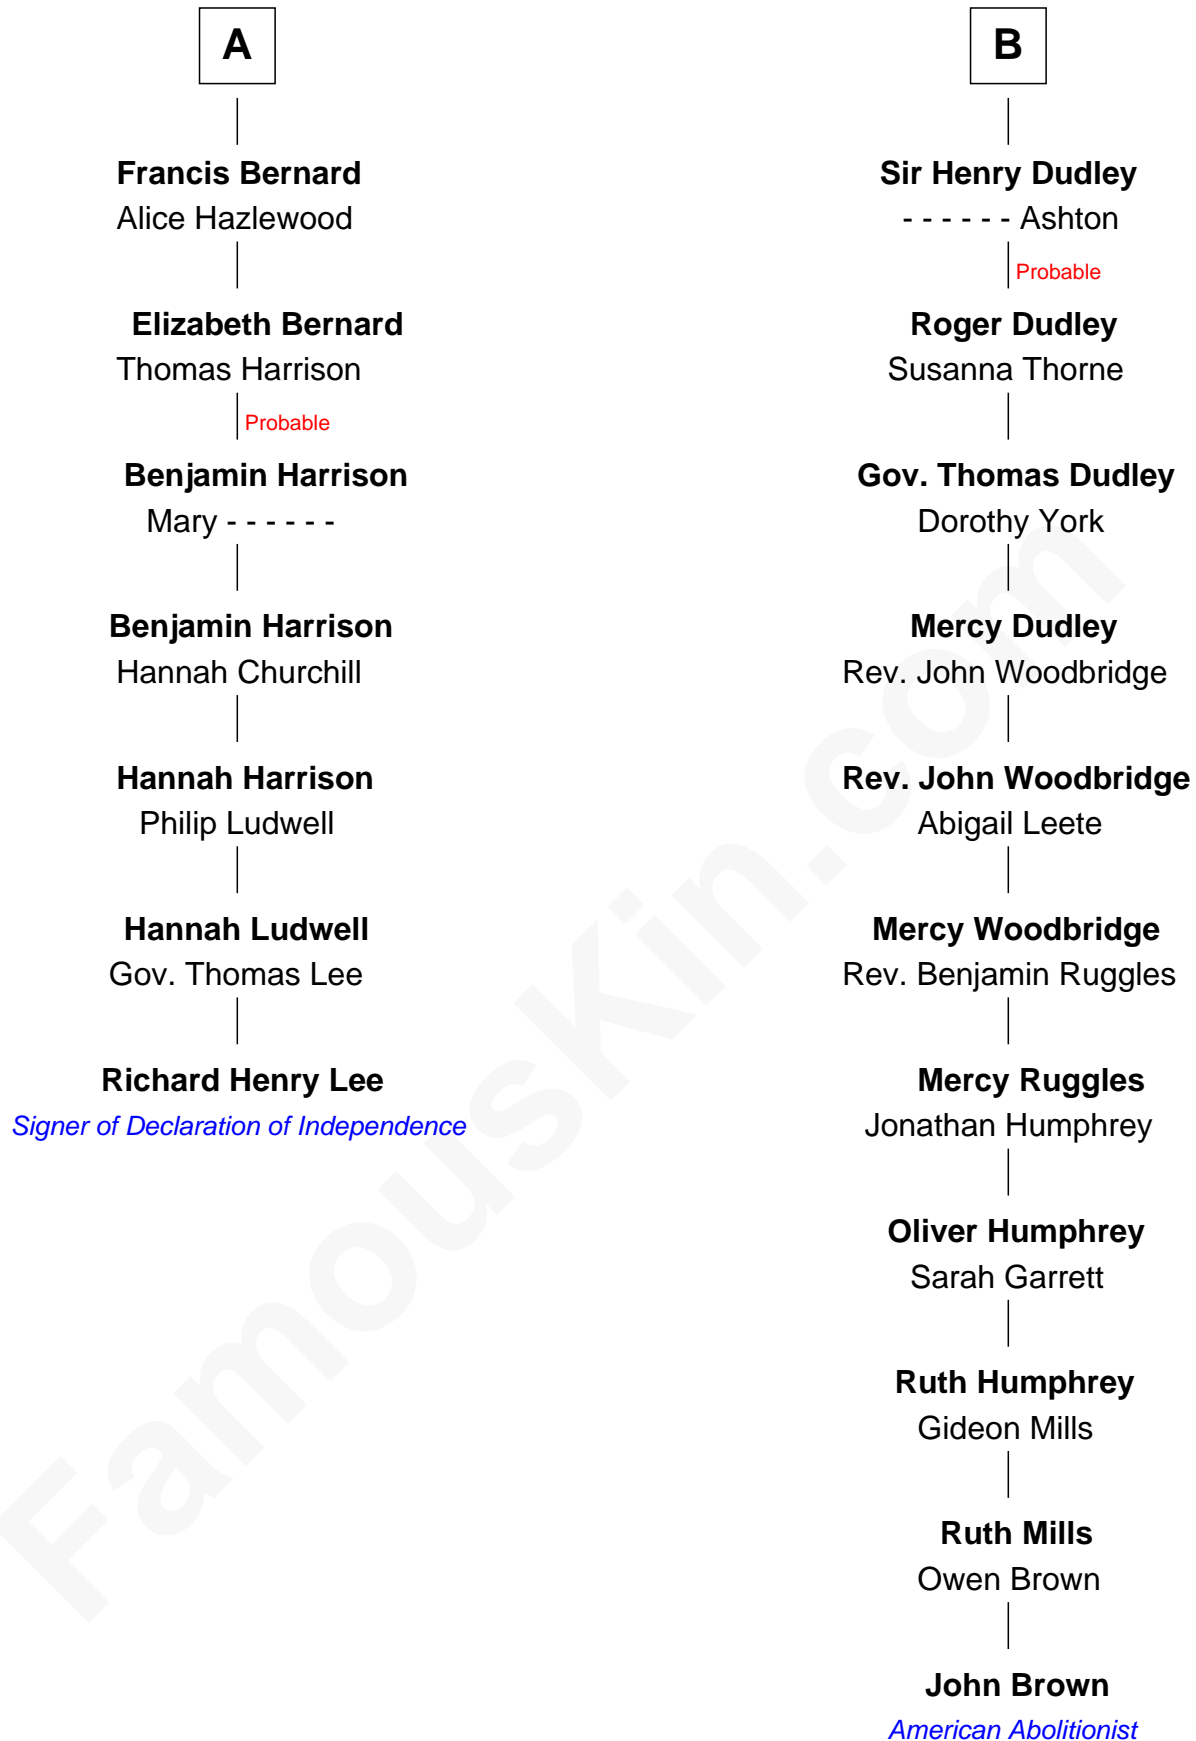 A
Francis Bernard
Alice Hazlewood
Elizabeth Bernard
Thomas Harrison
Probable
Benjamin Harrison
Mary - - - - - -
Benjamin Harrison
Hannah Churchill
Hannah Harrison
Philip Ludwell
Hannah Ludwell
Gov. Thomas Lee
Richard Henry Lee
Signer of Declaration of Independence
B
Sir Henry Dudley
- - - - - - Ashton
Probable
Roger Dudley
Susanna Thorne
Gov. Thomas Dudley
Dorothy York
Mercy Dudley
Rev. John Woodbridge
Rev. John Woodbridge
Abigail Leete
Mercy Woodbridge
Rev. Benjamin Ruggles
Mercy Ruggles
Jonathan Humphrey
Oliver Humphrey
Sarah Garrett
Ruth Humphrey
Gideon Mills
Ruth Mills
Owen Brown
John Brown
American Abolitionist
FamousKin.com